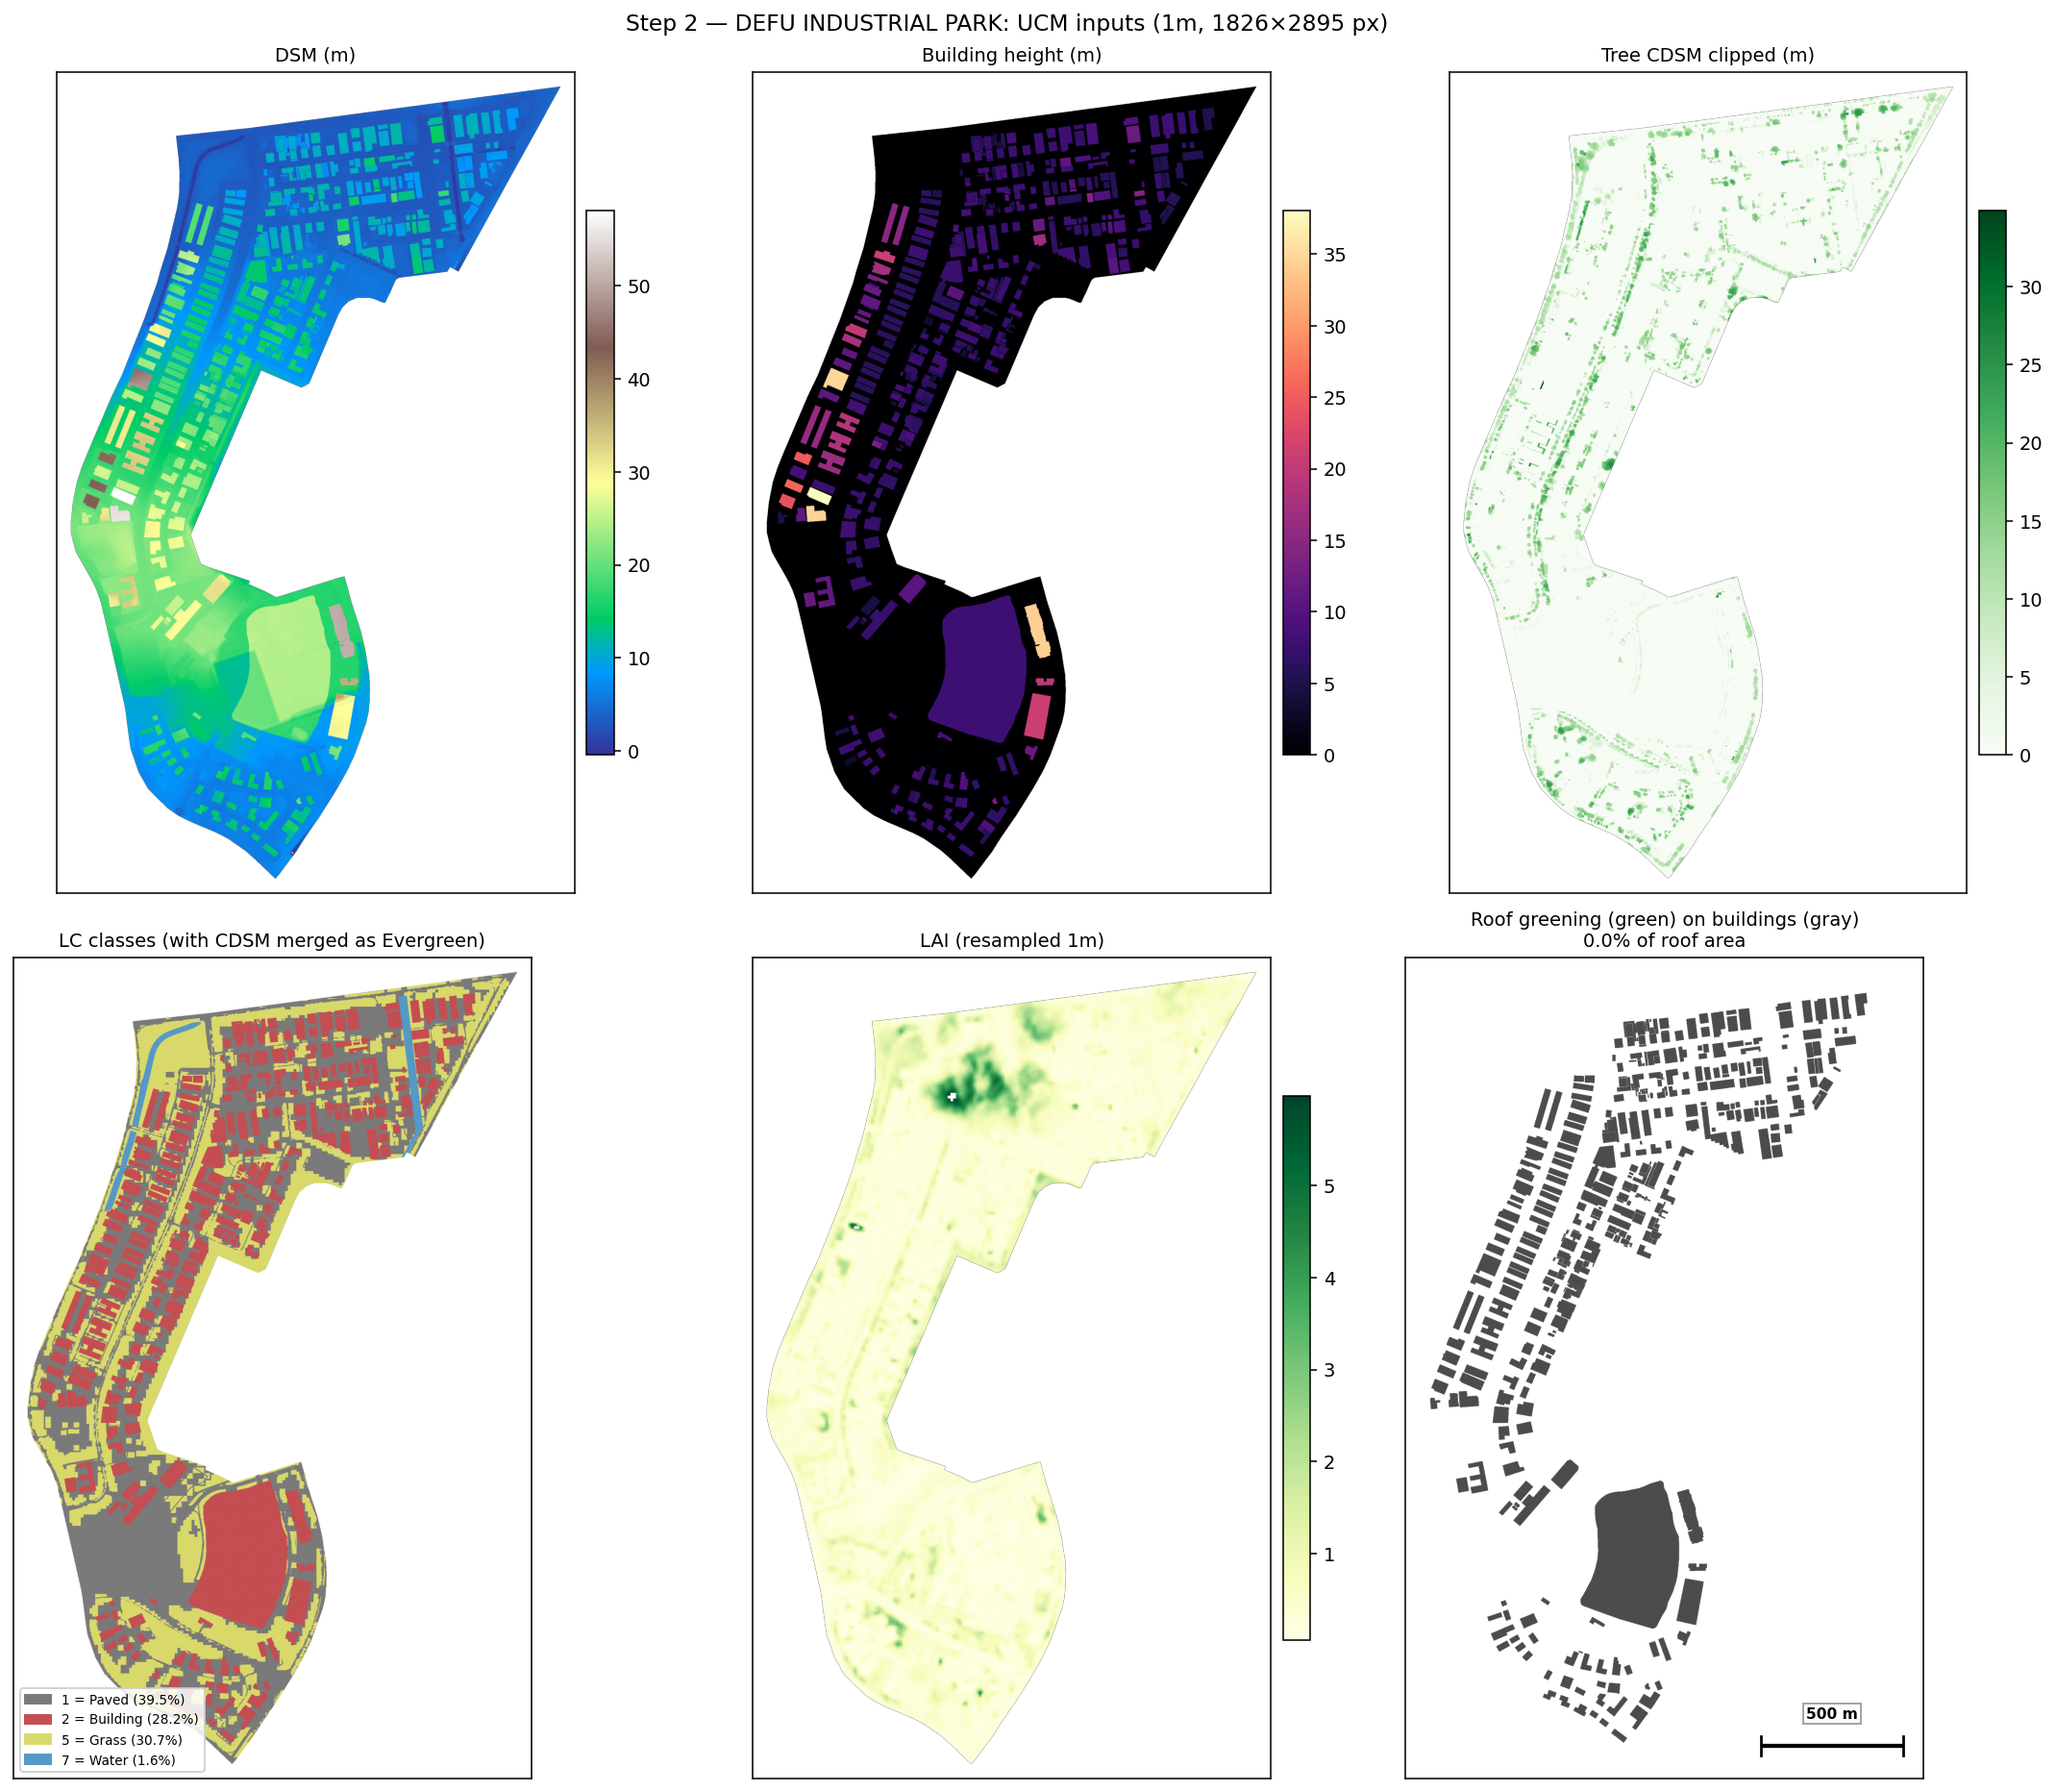 Step 2 — DEFU INDUSTRIAL PARK: UCM inputs (1m, 1826×2895 px)
DSM (m)
50
40
30
20
10
0
Building height (m)
35
30
25
20
15
10
5
0
Tree CDSM clipped (m)
30
25
20
15
10
5
0
LC classes (with CDSM merged as Evergreen)
1 = Paved (39.5%)
2 = Building (28.2%)
5 = Grass (30.7%)
7 = Water (1.6%)
LAI (resampled 1m)
5
4
3
2
1
Roof greening (green) on buildings (gray)
0.0% of roof area
500 m